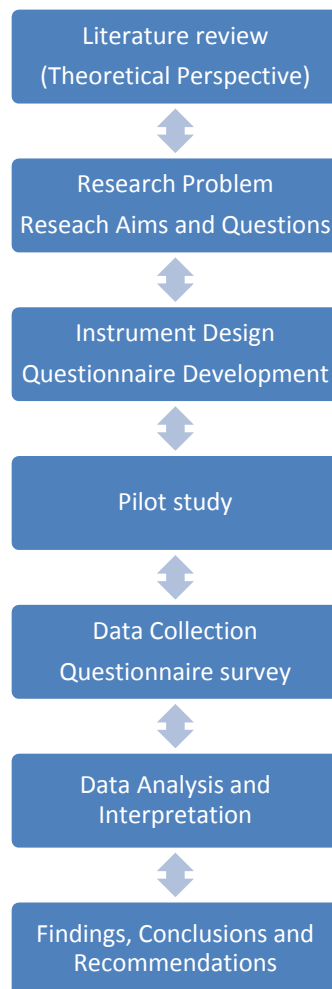 Literature review
(Theoretical Perspective)
Research Problem
Reseach Aims and Questions
Instrument Design
Questionnaire Development
Pilot study
Data Collection
Questionnaire survey
Data Analysis and
Interpretation
Findings, Conclusions and
Recommendations